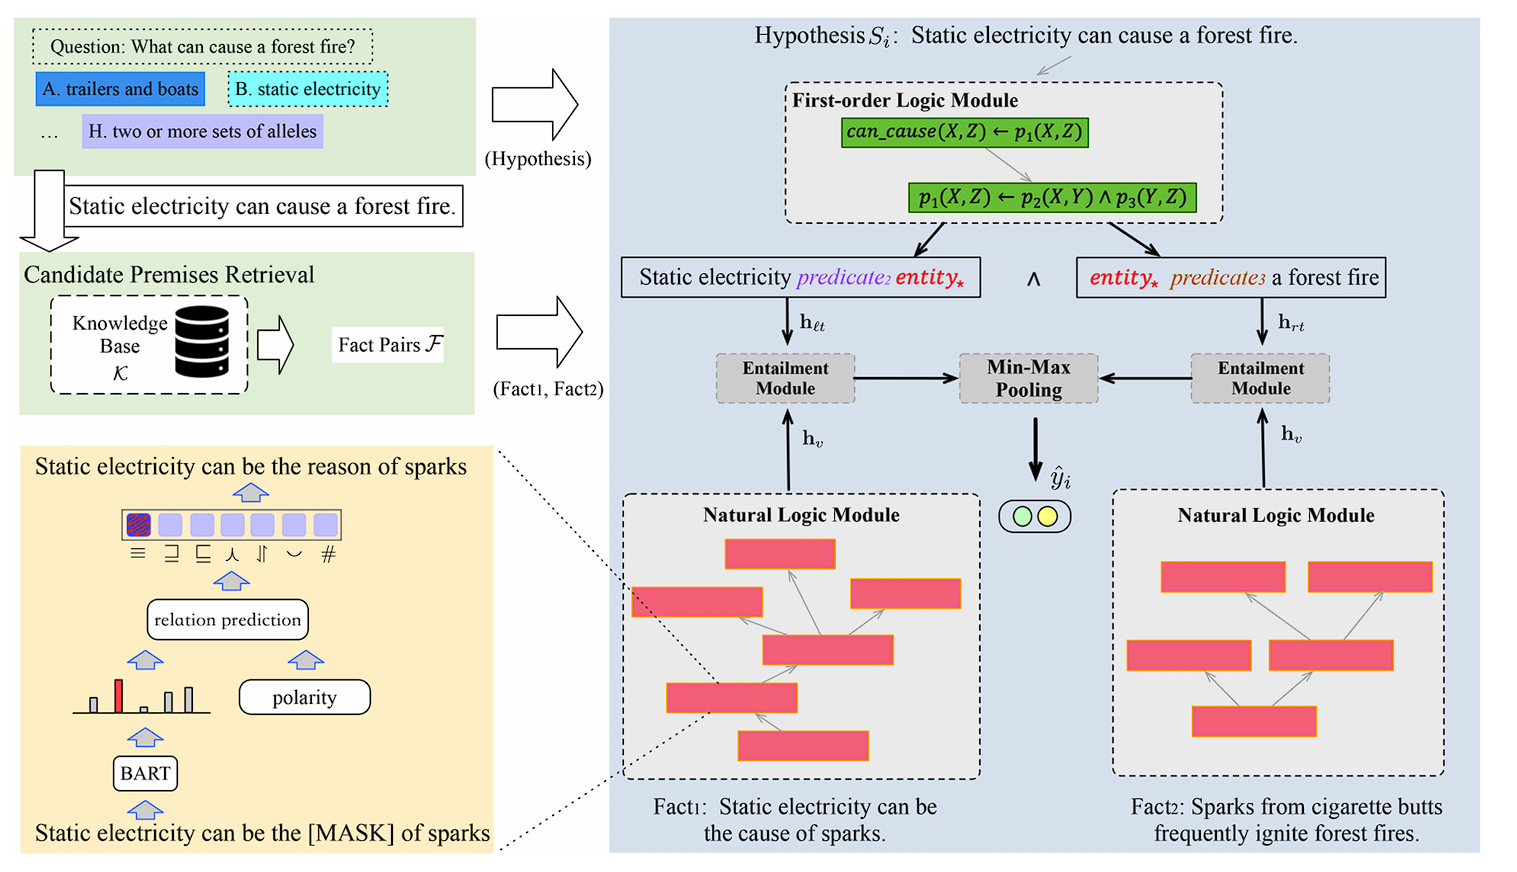 Question: What can cause a forest fire?
A. trailers and boats
B. static electricity
... H. two or more sets of alleles
(Hypothesis)
Static electricity can cause a forest fire.
Candidate Premises Retrieval
Knowledge
Base
𝒦
Fact Pairs ℱ
(Fact1, Fact2)
Static electricity can be the reason of sparks
≡ ⊒ ⊑ ⋏ ⥮ ⌣ #
relation prediction
polarity
BART
Static electricity can be the [MASK] of sparks
Hypothesis Sᵢ: Static electricity can cause a forest fire.
First-order Logic Module
can_cause(X,Z) ← p₁(X,Z)
p₁(X,Z) ← p₂(X,Y) ∧ p₃(Y,Z)
Static electricity predicate₂ entity⋆
∧
entity⋆ predicate₃ a forest fire
hℓt
hrt
Entailment
Module
Min-Max
Pooling
Entailment
Module
hᵥ
ŷᵢ
hᵥ
Natural Logic Module
Natural Logic Module
Fact1: Static electricity can be
the cause of sparks.
Fact2: Sparks from cigarette butts
frequently ignite forest fires.